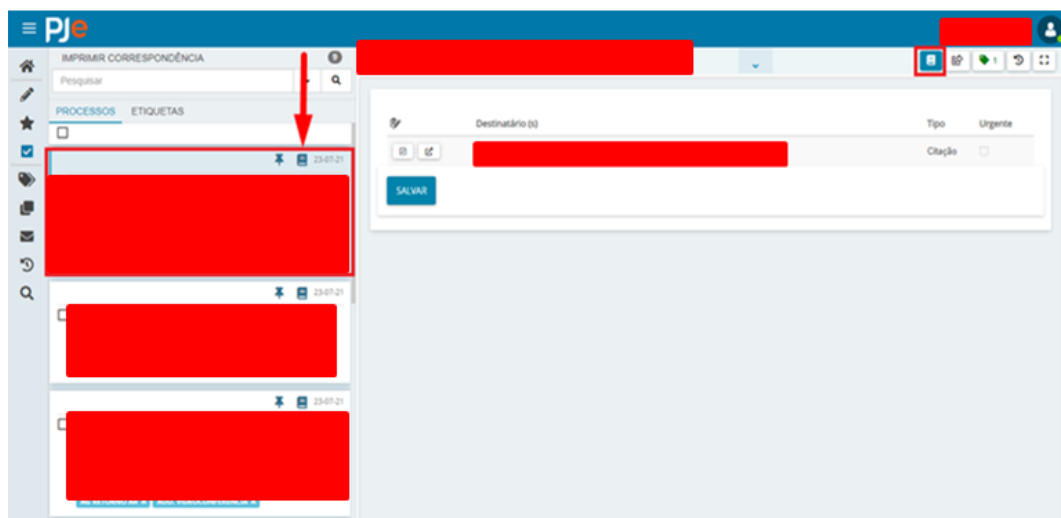 PJe
IMPRIMIR CORRESPONDÊNCIA
Pesquisar
PROCESSOS ETIQUETAS
23-07-21
23-07-21
23-07-21
Destinatário (s) Tipo Urgente
Citação
SALVAR
1